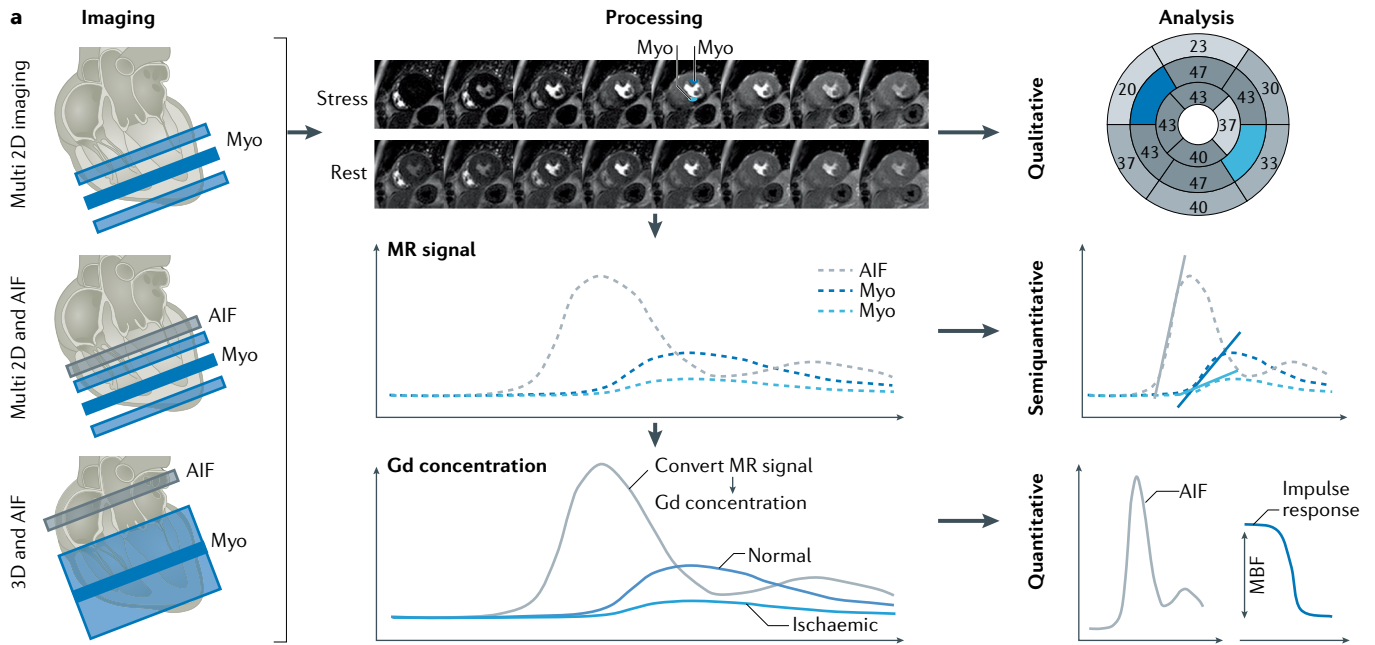 a
Imaging
Processing
Analysis
Multi 2D imaging
Myo
Myo
Myo
Stress
Rest
Qualitative
23
47
43
20
43
30
43
37
37
43
40
33
47
40
Multi 2D and AIF
AIF
Myo
MR signal
AIF
Myo
Myo
Semiquantitative
3D and AIF
AIF
Myo
Gd concentration
Convert MR signal
Gd concentration
Normal
Ischaemic
Quantitative
AIF
Impulse
response
MBF